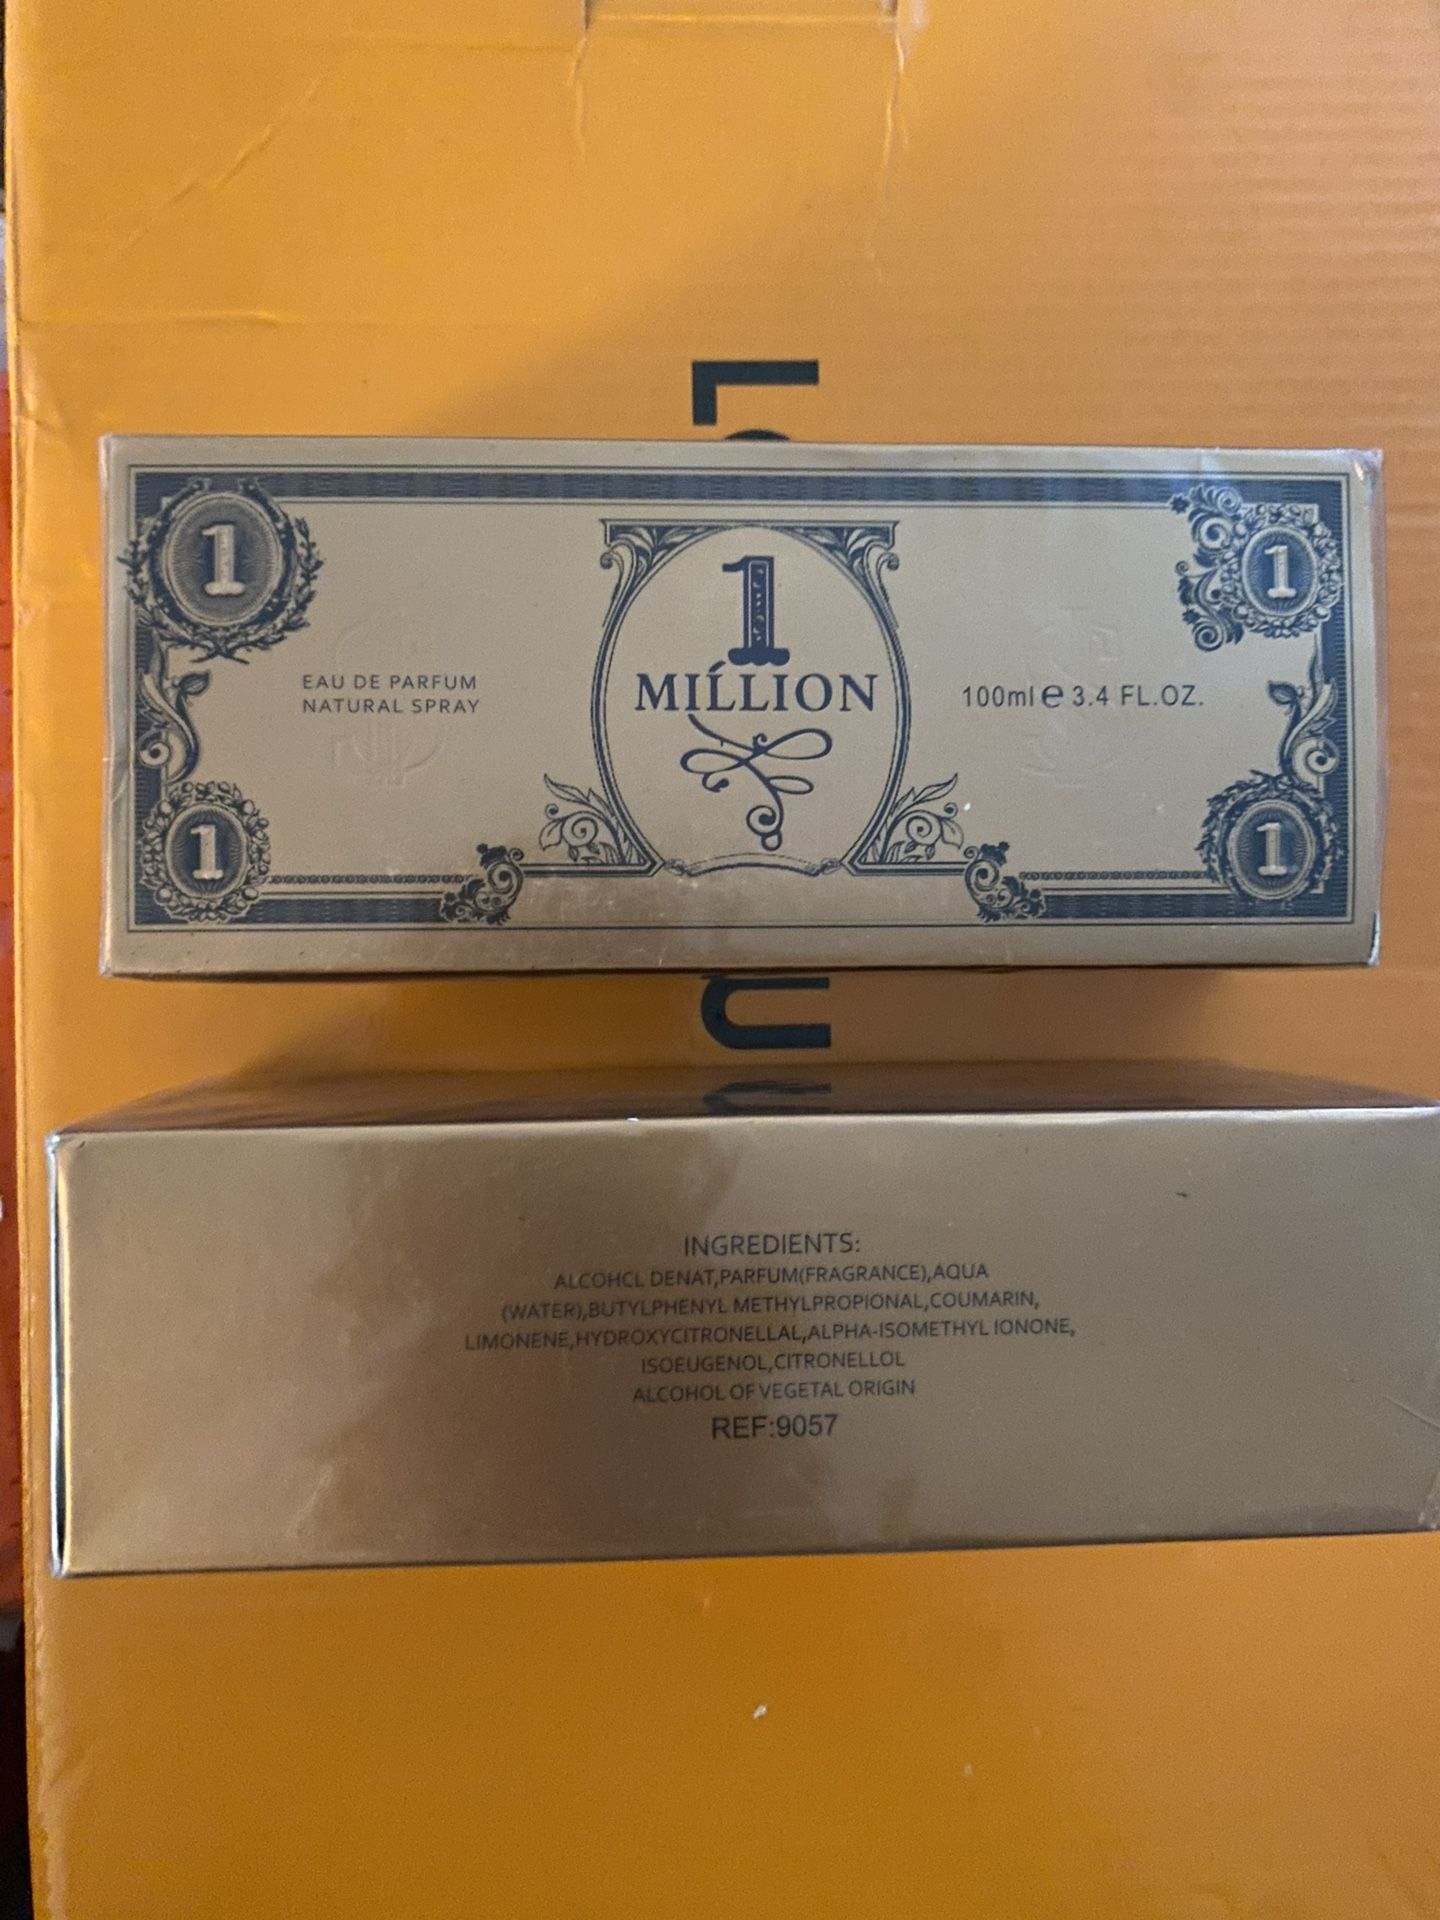 1
1
1
MÍLLION
EAU DE PARFUM
NATURAL SPRAY
100ml e 3.4 FL.OZ.
1
1
INGREDIENTS:
ALCOHCL DENAT,PARFUM(FRAGRANCE),AQUA
(WATER),BUTYLPHENYL METHYLPROPIONAL,COUMARIN,
LIMONENE,HYDROXYCITRONELLAL,ALPHA-ISOMETHYL IONONE,
ISOEUGENOL,CITRONELLOL
ALCOHOL OF VEGETAL ORIGIN
REF:9057